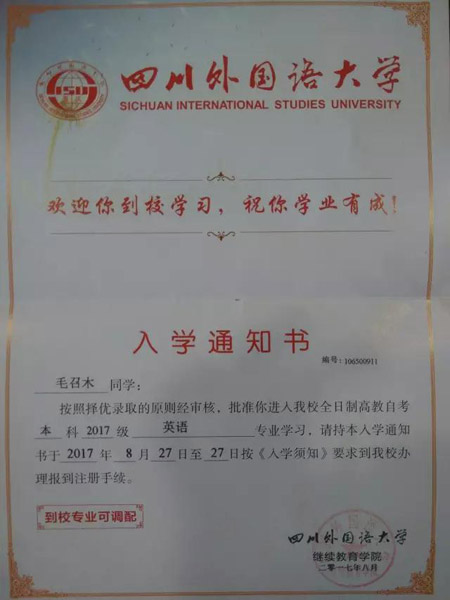 四川外国语大学
SICHUAN INTERNATIONAL STUDIES UNIVERSITY
欢迎你到校学习，祝你学业有成！
入学通知书
编号：106500911
毛召木 同学：
按照择优录取的原则经审核，批准你进入我校全日制高教自考
本 科 2017 级 英语 专业学习，请持本入学通知
书于 2017 年 8 月 27 日至 27 日按《入学须知》要求到我校办
理报到注册手续。
到校专业可调配
四川外国语大学
继续教育学院
二〇一七年八月